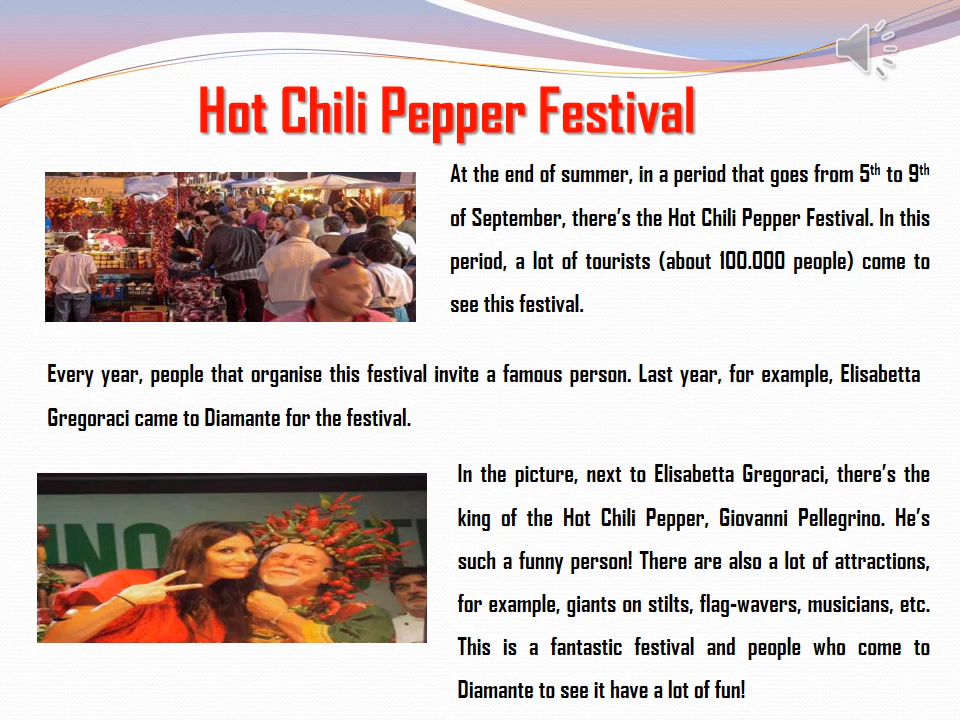 Hot Chili Pepper Festival
At the end of summer, in a period that goes from 5th to 9th
of September, there's the Hot Chili Pepper Festival. In this
period, a lot of tourists (about 100.000 people) come to
see this festival.
Every year, people that organise this festival invite a famous person. Last year, for example, Elisabetta
Gregoraci came to Diamante for the festival.
In the picture, next to Elisabetta Gregoraci, there's the
king of the Hot Chili Pepper, Giovanni Pellegrino. He's
such a funny person! There are also a lot of attractions,
for example, giants on stilts, flag-wavers, musicians, etc.
This is a fantastic festival and people who come to
Diamante to see it have a lot of fun!